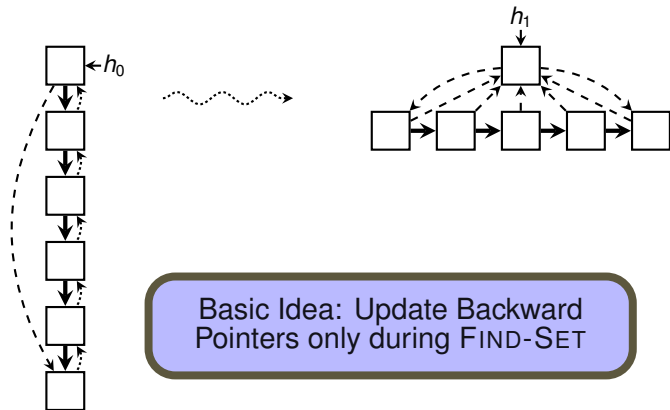 h₁
h₀
Basic Idea: Update Backward
Pointers only during FIND-SET